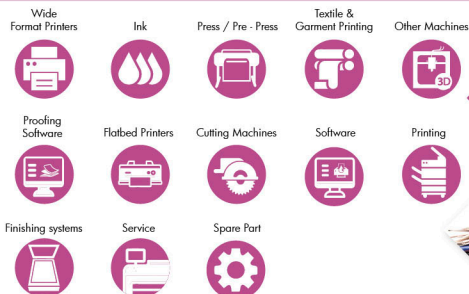 Wide
Format Printers
Ink
Press / Pre - Press
Textile &
Garment Printing
Other Machines
3D
Proofing
Software
Flatbed Printers
Cutting Machines
Software
Printing
Finishing systems
Service
Spare Part